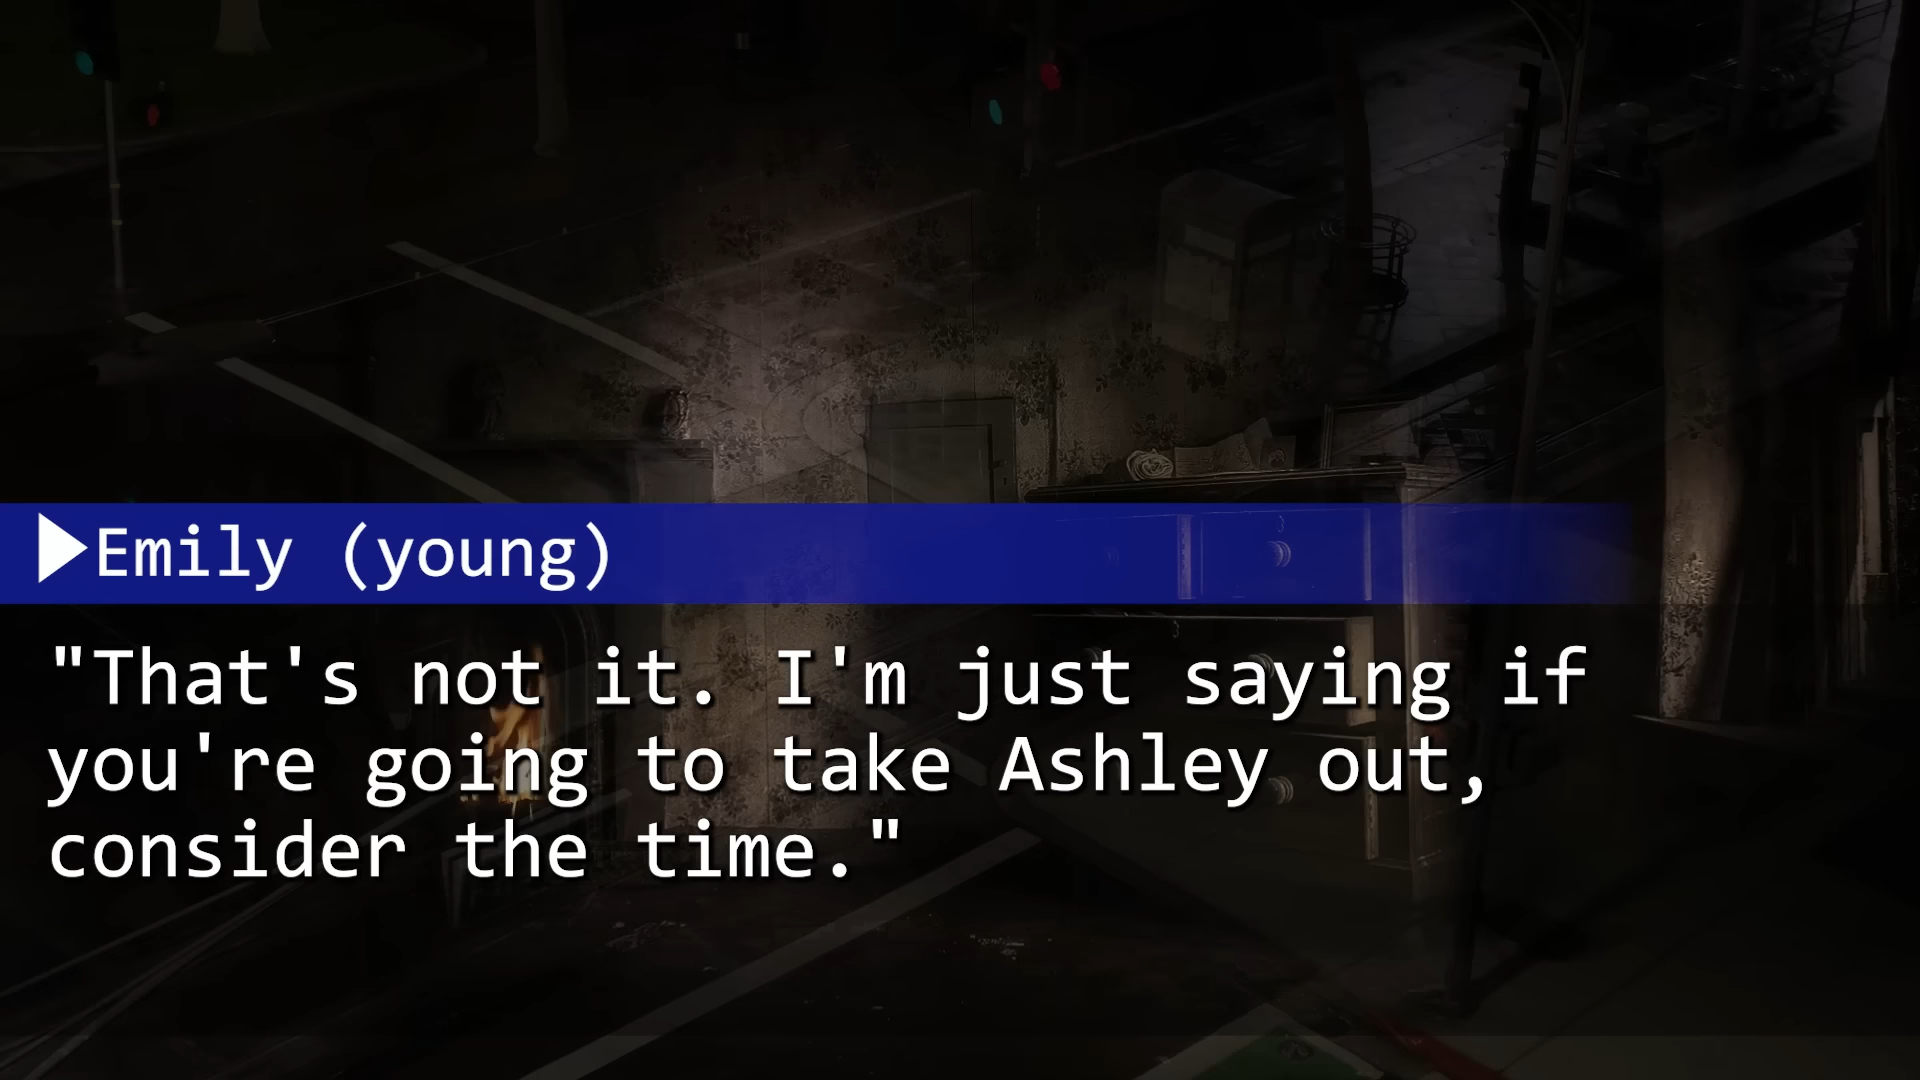 ▶Emily (young)
"That's not it. I'm just saying if
you're going to take Ashley out,
consider the time."